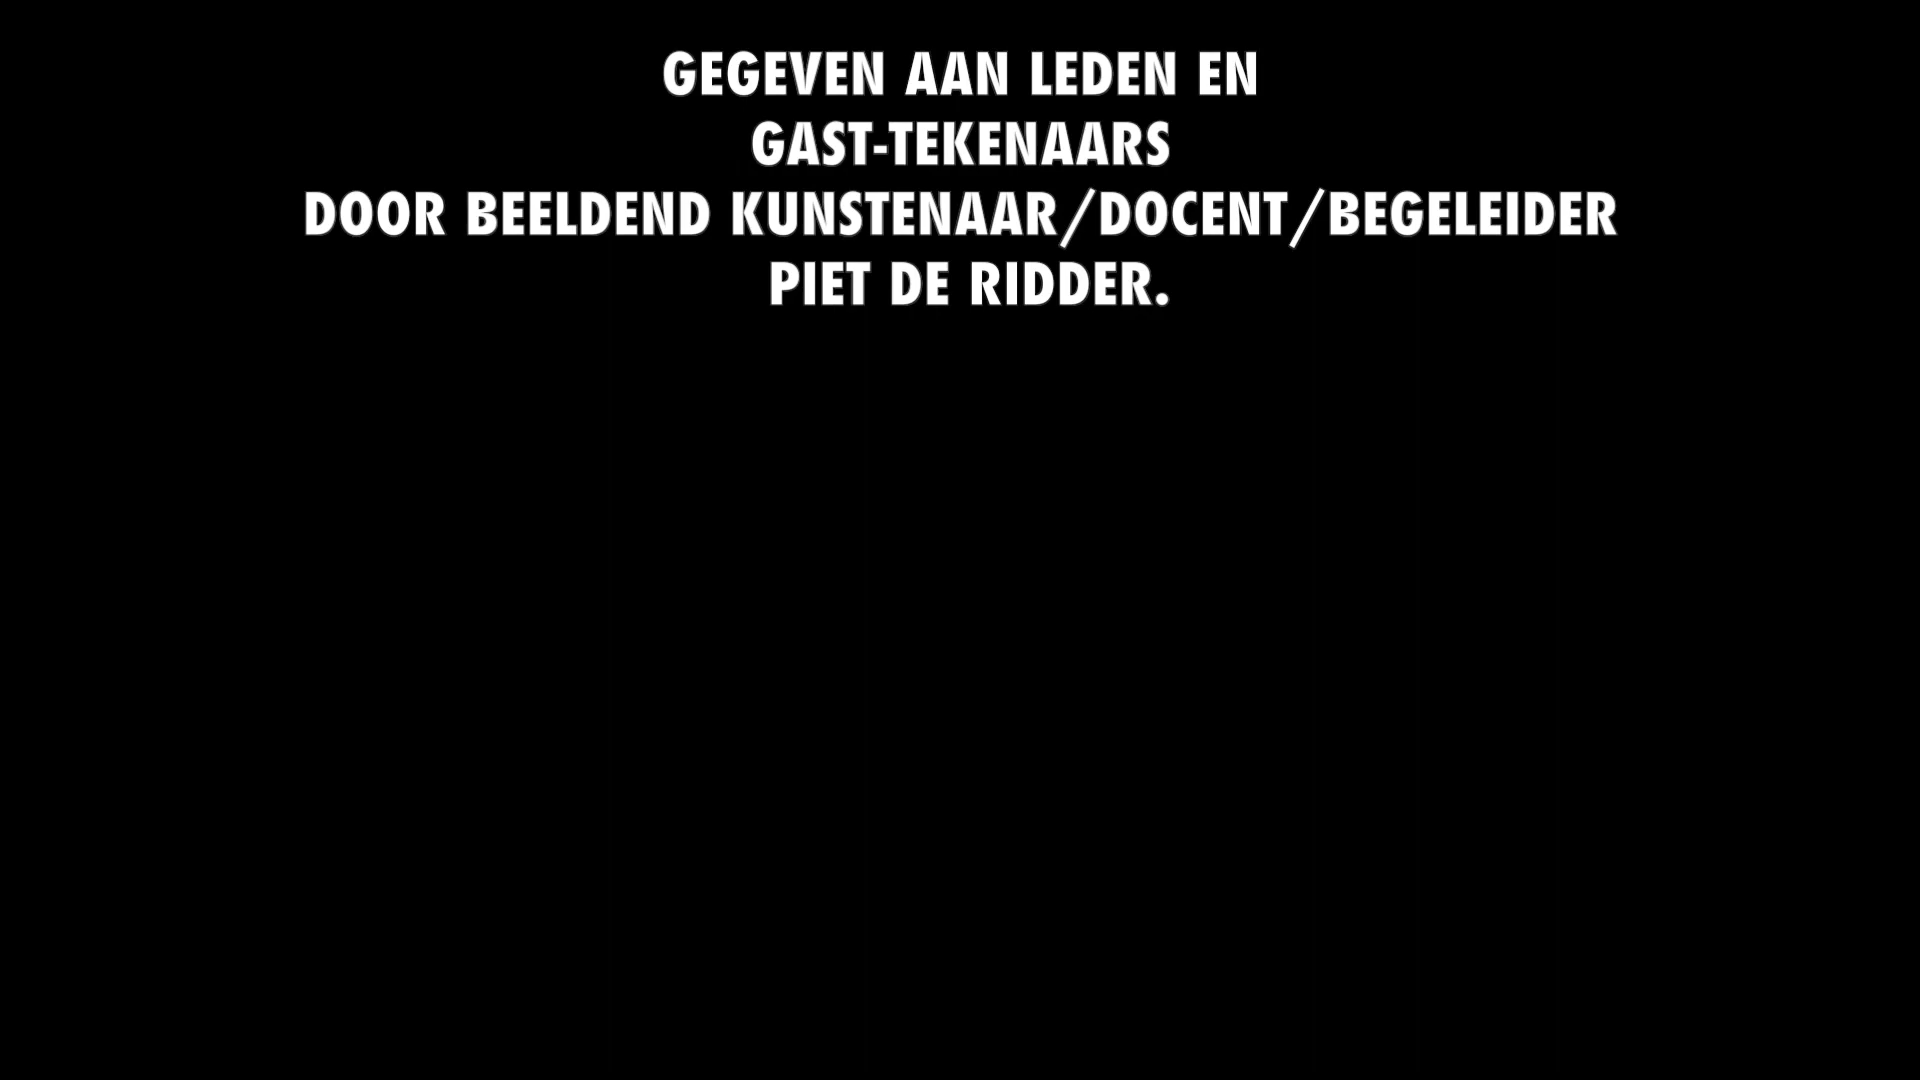 GEGEVEN AAN LEDEN EN
GAST-TEKENAARS
DOOR BEELDEND KUNSTENAAR/DOCENT/BEGELEIDER
PIET DE RIDDER.